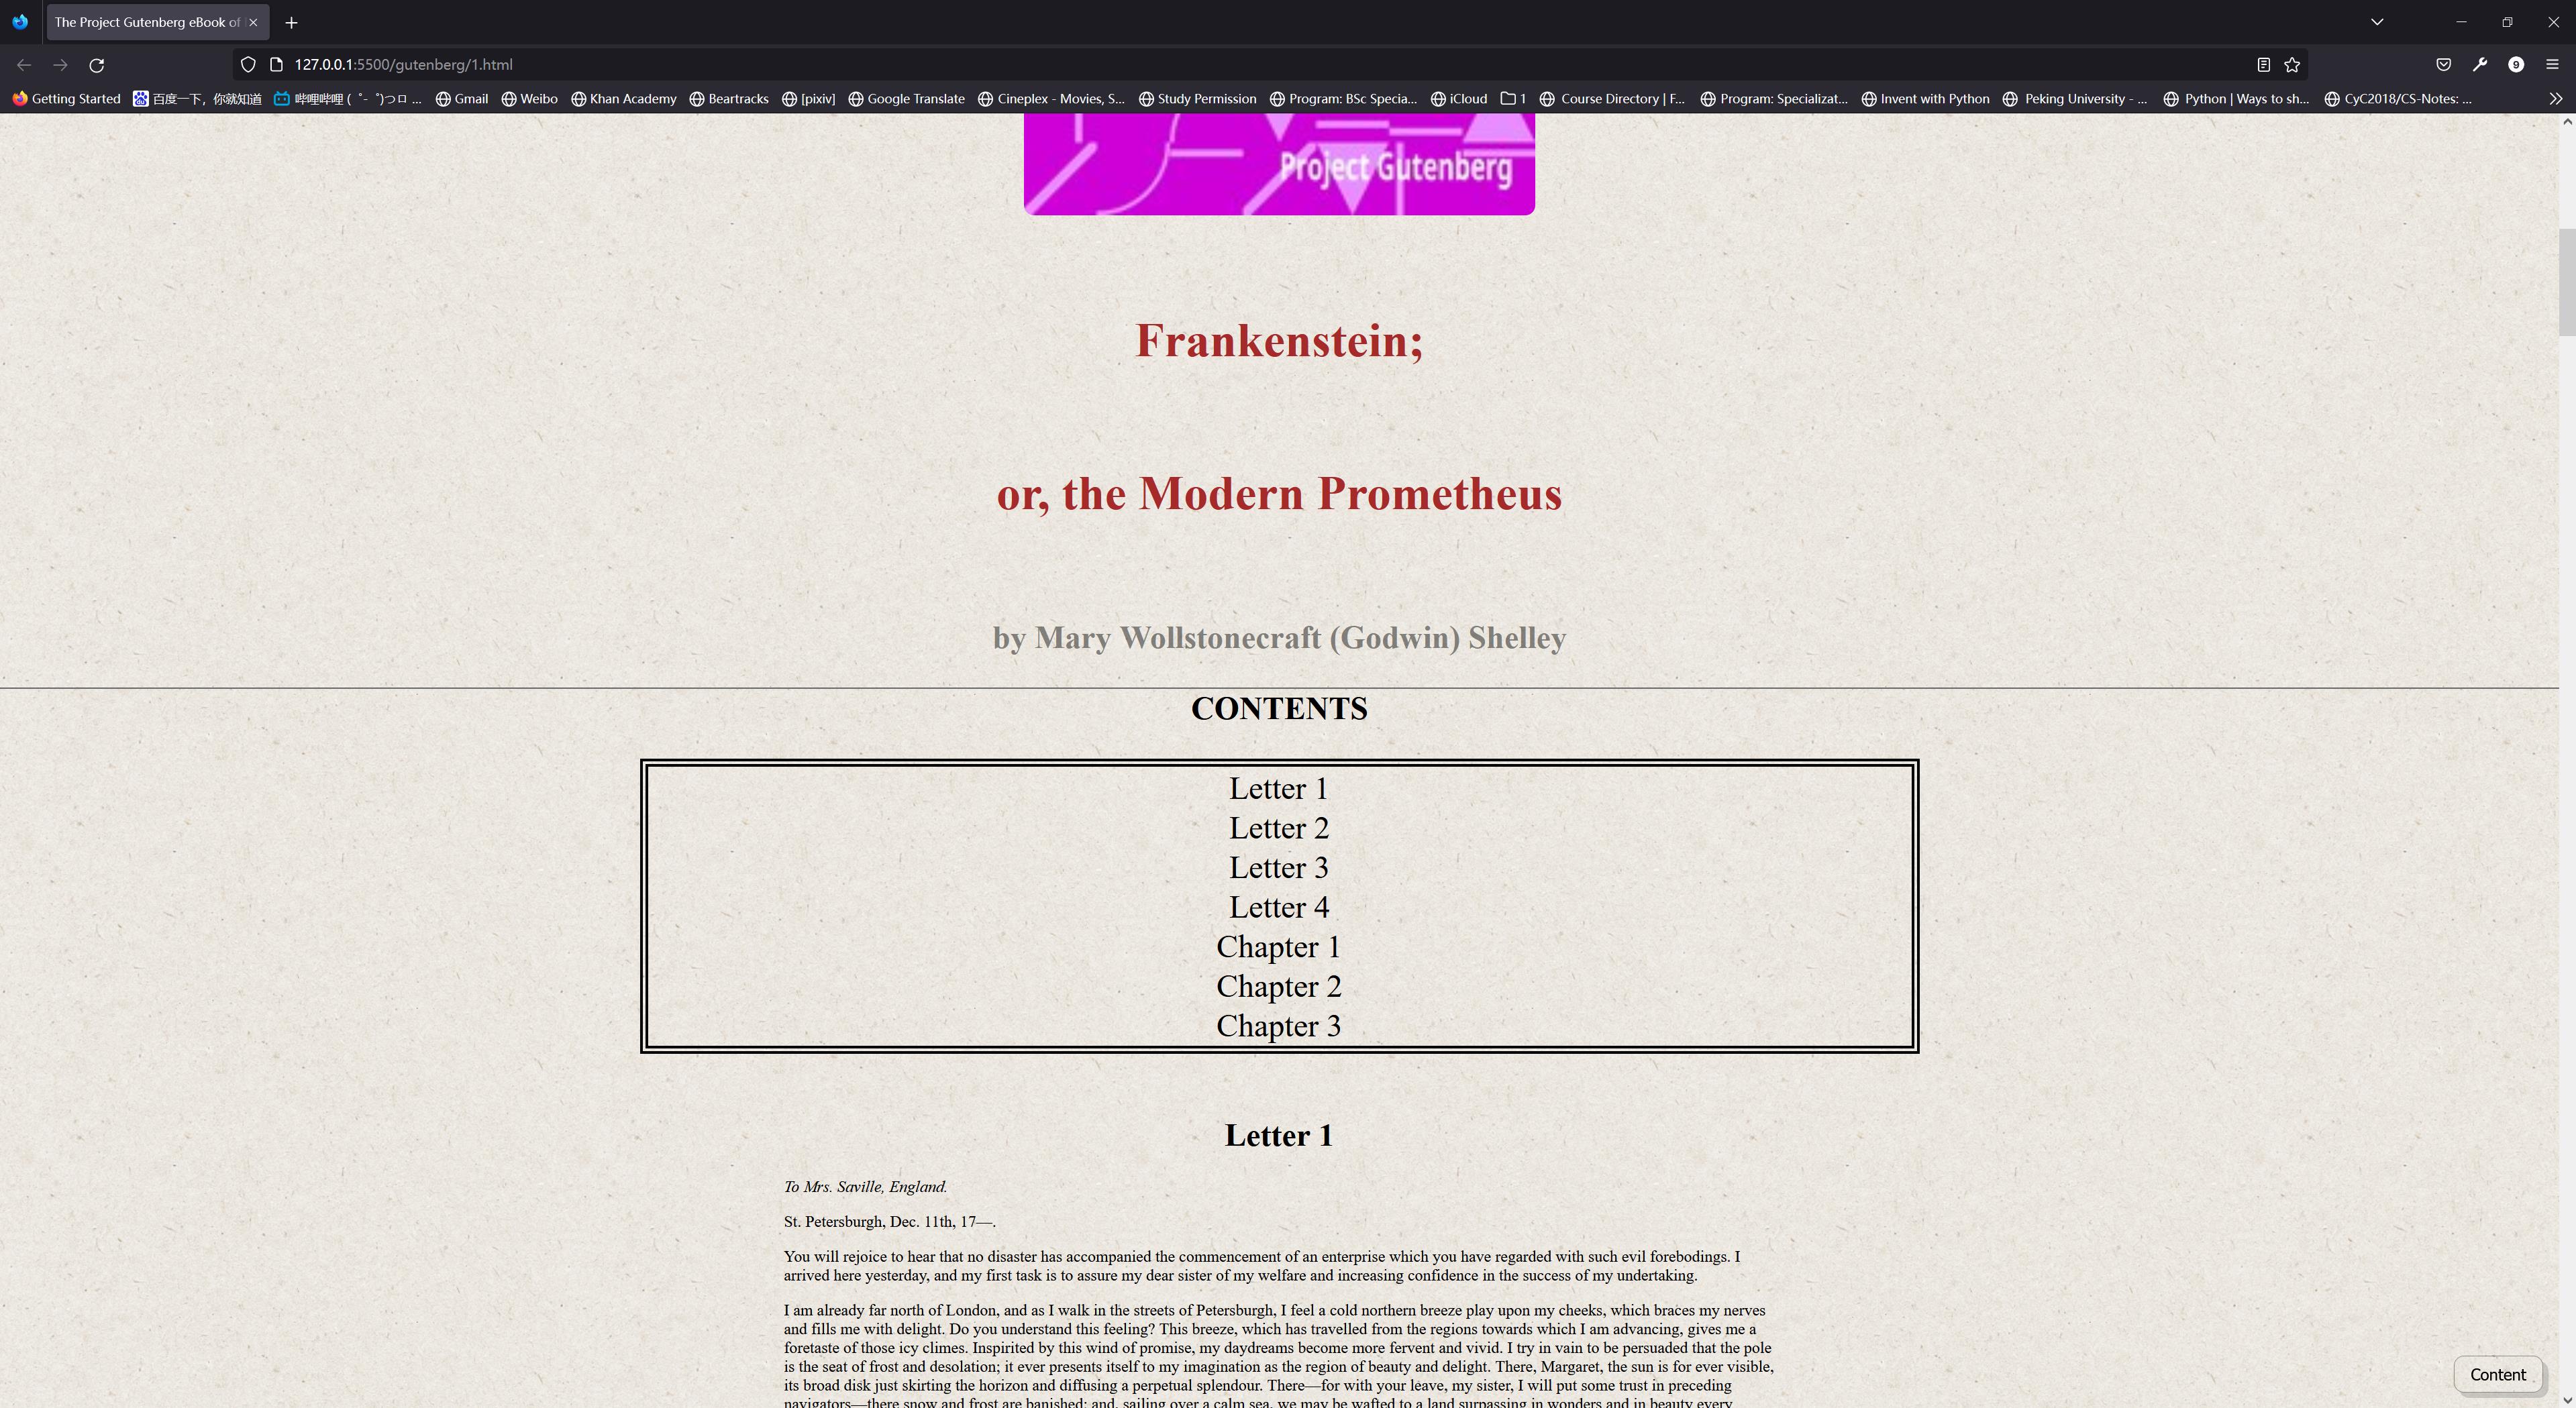 The Project Gutenberg eBook of
127.0.0.1:5500/gutenberg/1.html
9
Getting Started 百度一下，你就知道 哔哩哔哩 ( ゜- ゜)つロ ... Gmail Weibo Khan Academy Beartracks [pixiv] Google Translate Cineplex - Movies, S... Study Permission Program: BSc Specia... iCloud 1 Course Directory | F... Program: Specializat... Invent with Python Peking University - ... Python | Ways to sh... CyC2018/CS-Notes: ...
Project Gutenberg
Frankenstein;
or, the Modern Prometheus
by Mary Wollstonecraft (Godwin) Shelley
CONTENTS
Letter 1
Letter 2
Letter 3
Letter 4
Chapter 1
Chapter 2
Chapter 3
Letter 1
To Mrs. Saville, England.
St. Petersburgh, Dec. 11th, 17—.
You will rejoice to hear that no disaster has accompanied the commencement of an enterprise which you have regarded with such evil forebodings. I
arrived here yesterday, and my first task is to assure my dear sister of my welfare and increasing confidence in the success of my undertaking.
I am already far north of London, and as I walk in the streets of Petersburgh, I feel a cold northern breeze play upon my cheeks, which braces my nerves
and fills me with delight. Do you understand this feeling? This breeze, which has travelled from the regions towards which I am advancing, gives me a
foretaste of those icy climes. Inspirited by this wind of promise, my daydreams become more fervent and vivid. I try in vain to be persuaded that the pole
is the seat of frost and desolation; it ever presents itself to my imagination as the region of beauty and delight. There, Margaret, the sun is for ever visible,
its broad disk just skirting the horizon and diffusing a perpetual splendour. There—for with your leave, my sister, I will put some trust in preceding
navigators—there snow and frost are banished; and, sailing over a calm sea, we may be wafted to a land surpassing in wonders and in beauty every
Content